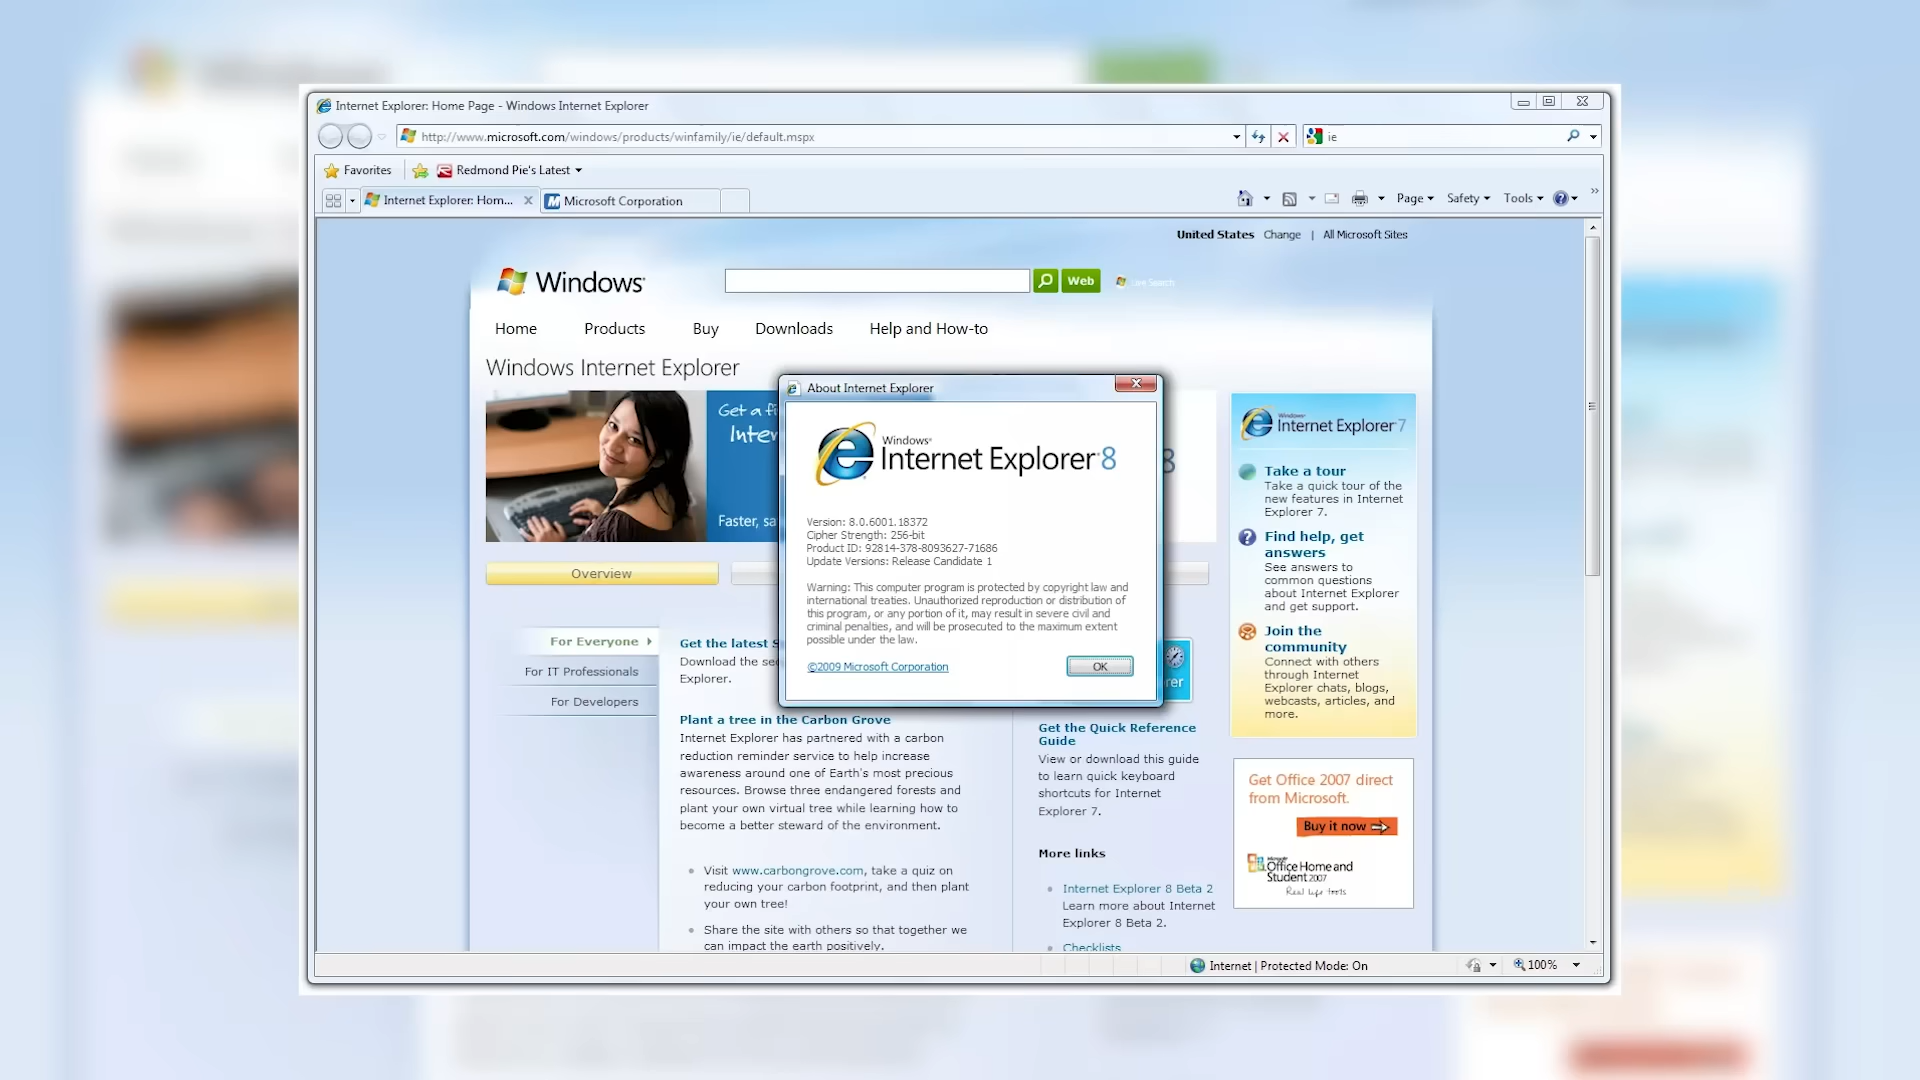 Internet Explorer: Home Page - Windows Internet Explorer
http://www.microsoft.com/windows/products/winfamily/ie/default.mspx
ie
Favorites
Redmond Pie's Latest
Internet Explorer: Hom...
Microsoft Corporation
Page
Safety
Tools
United States Change | All Microsoft Sites
Windows
Web
Live Search
Home Products Buy Downloads Help and How-to
Windows Internet Explorer
Get a fi
Inter
Faster, sa
8
About Internet Explorer
Windows
Internet Explorer 8
Version: 8.0.6001.18372
Cipher Strength: 256-bit
Product ID: 92814-378-8093627-71686
Update Versions: Release Candidate 1
Warning: This computer program is protected by copyright law and
international treaties. Unauthorized reproduction or distribution of
this program, or any portion of it, may result in severe civil and
criminal penalties, and will be prosecuted to the maximum extent
possible under the law.
©2009 Microsoft Corporation
OK
Overview
For Everyone
For IT Professionals
For Developers
Get the latest S
Download the sec
Explorer.
Plant a tree in the Carbon Grove
Internet Explorer has partnered with a carbon
reduction reminder service to help increase
awareness around one of Earth's most precious
resources. Browse three endangered forests and
plant your own virtual tree while learning how to
become a better steward of the environment.
Visit www.carbongrove.com, take a quiz on
reducing your carbon footprint, and then plant
your own tree!
Share the site with others so that together we
can impact the earth positively.
rer
Get the Quick Reference
Guide
View or download this guide
to learn quick keyboard
shortcuts for Internet
Explorer 7.
More links
Internet Explorer 8 Beta 2
Learn more about Internet
Explorer 8 Beta 2.
Checklists
Windows
Internet Explorer 7
Take a tour
Take a quick tour of the
new features in Internet
Explorer 7.
Find help, get
answers
See answers to
common questions
about Internet Explorer
and get support.
Join the
community
Connect with others
through Internet
Explorer chats, blogs,
webcasts, articles, and
more.
Get Office 2007 direct
from Microsoft.
Buy it now
Microsoft
Office Home and
Student 2007
Real life tools
Internet | Protected Mode: On
100%